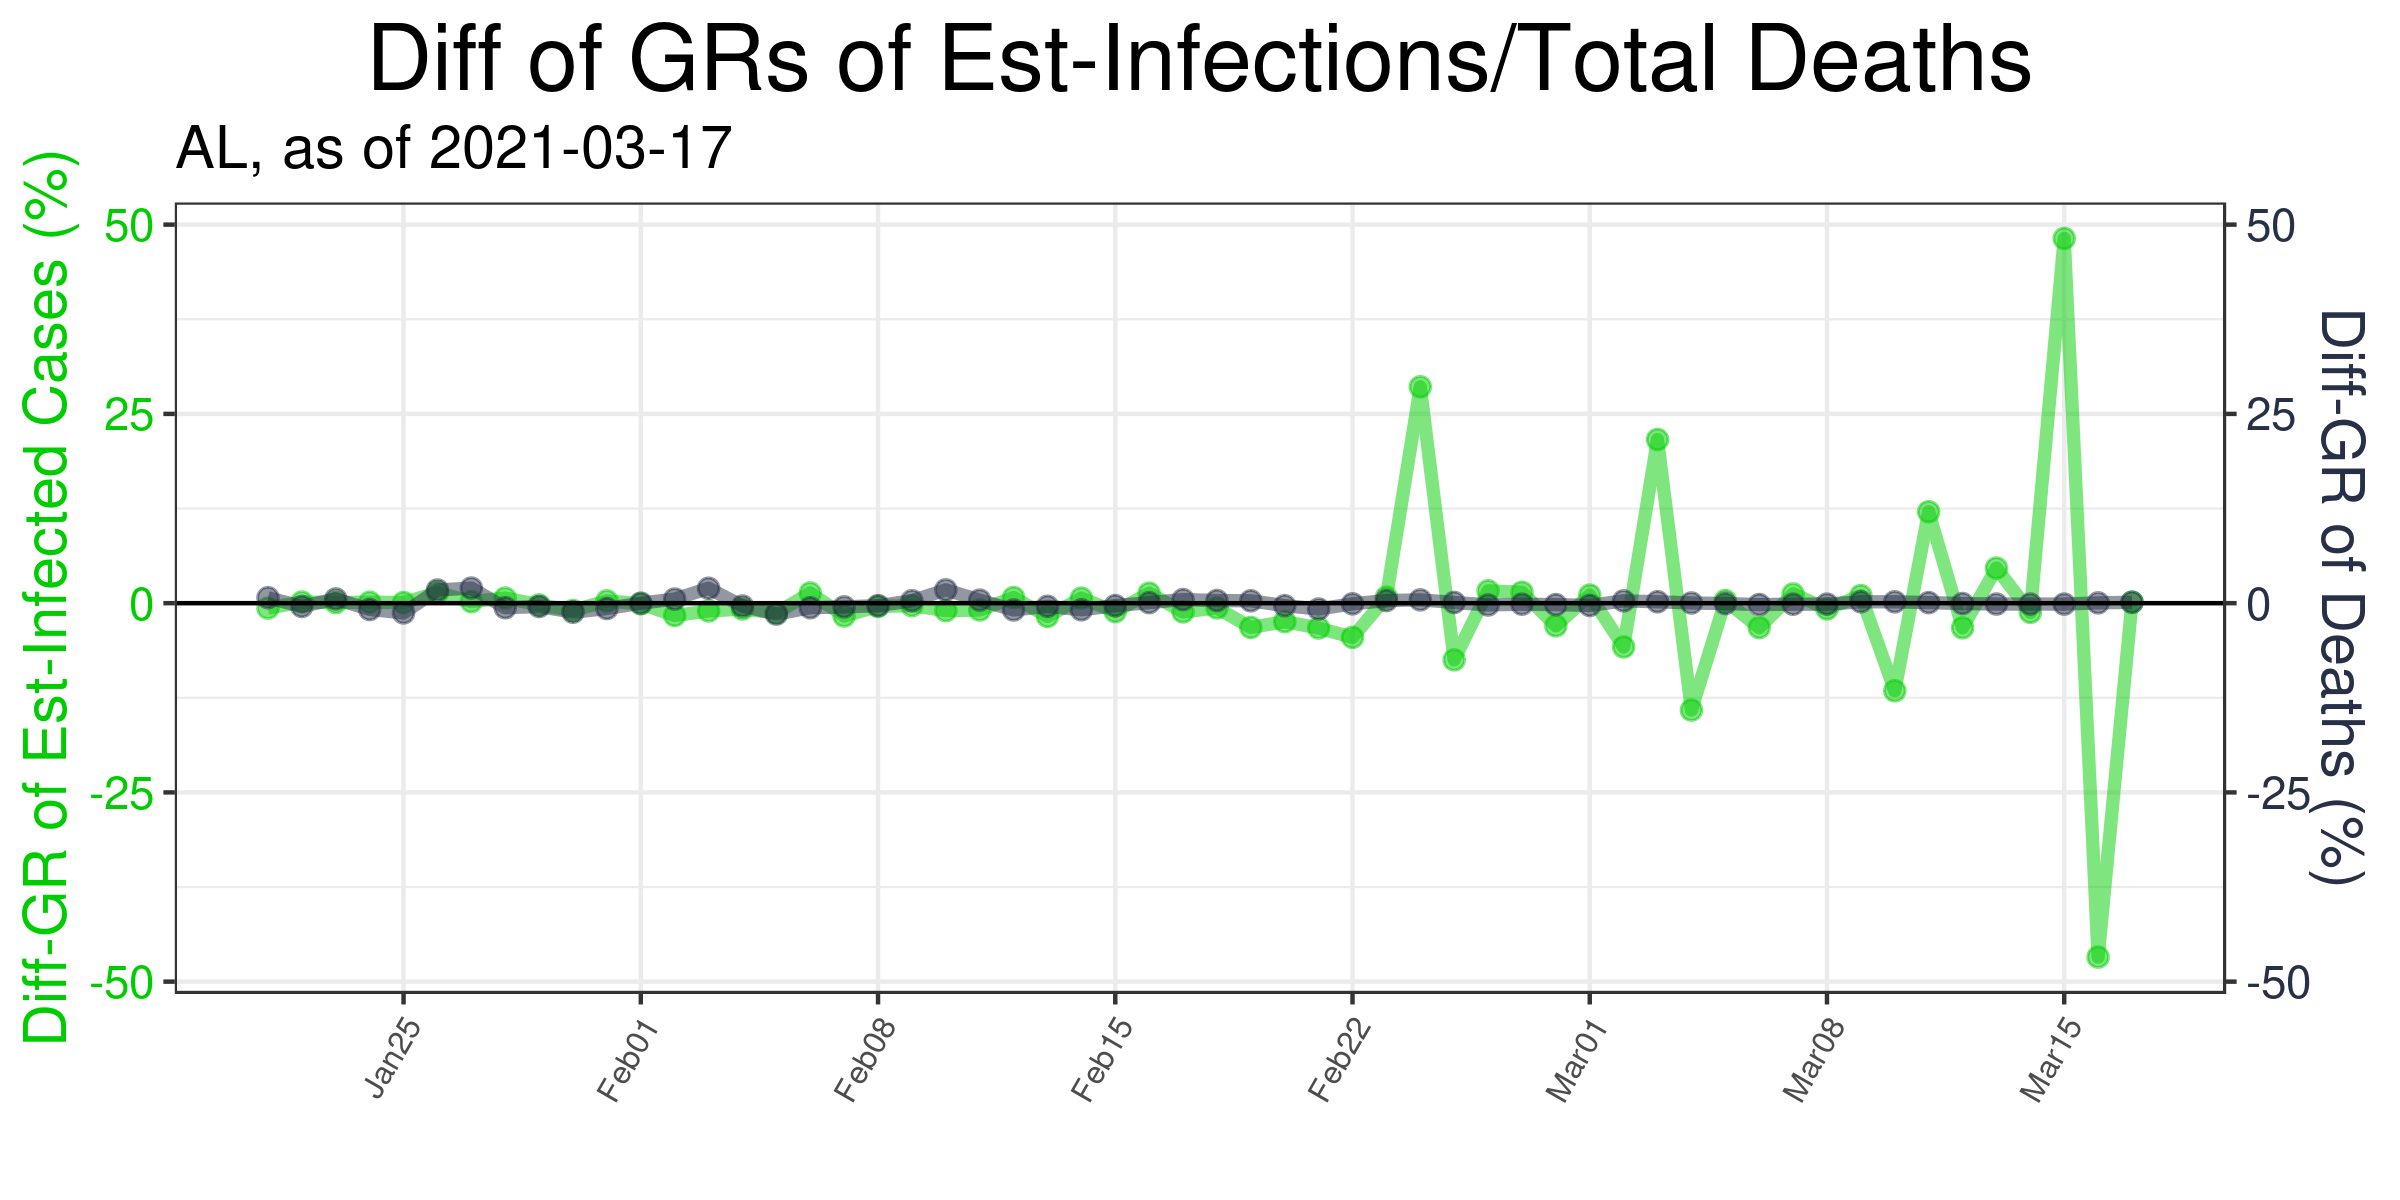 Diff of GRs of Est-Infections/Total Deaths
AL, as of 2021-03-17
Diff-GR of Est-Infected Cases (%)
50
25
0
-25
-50
50
25
0
-25
-50
Diff-GR of Deaths (%)
Jan25
Feb01
Feb08
Feb15
Feb22
Mar01
Mar08
Mar15